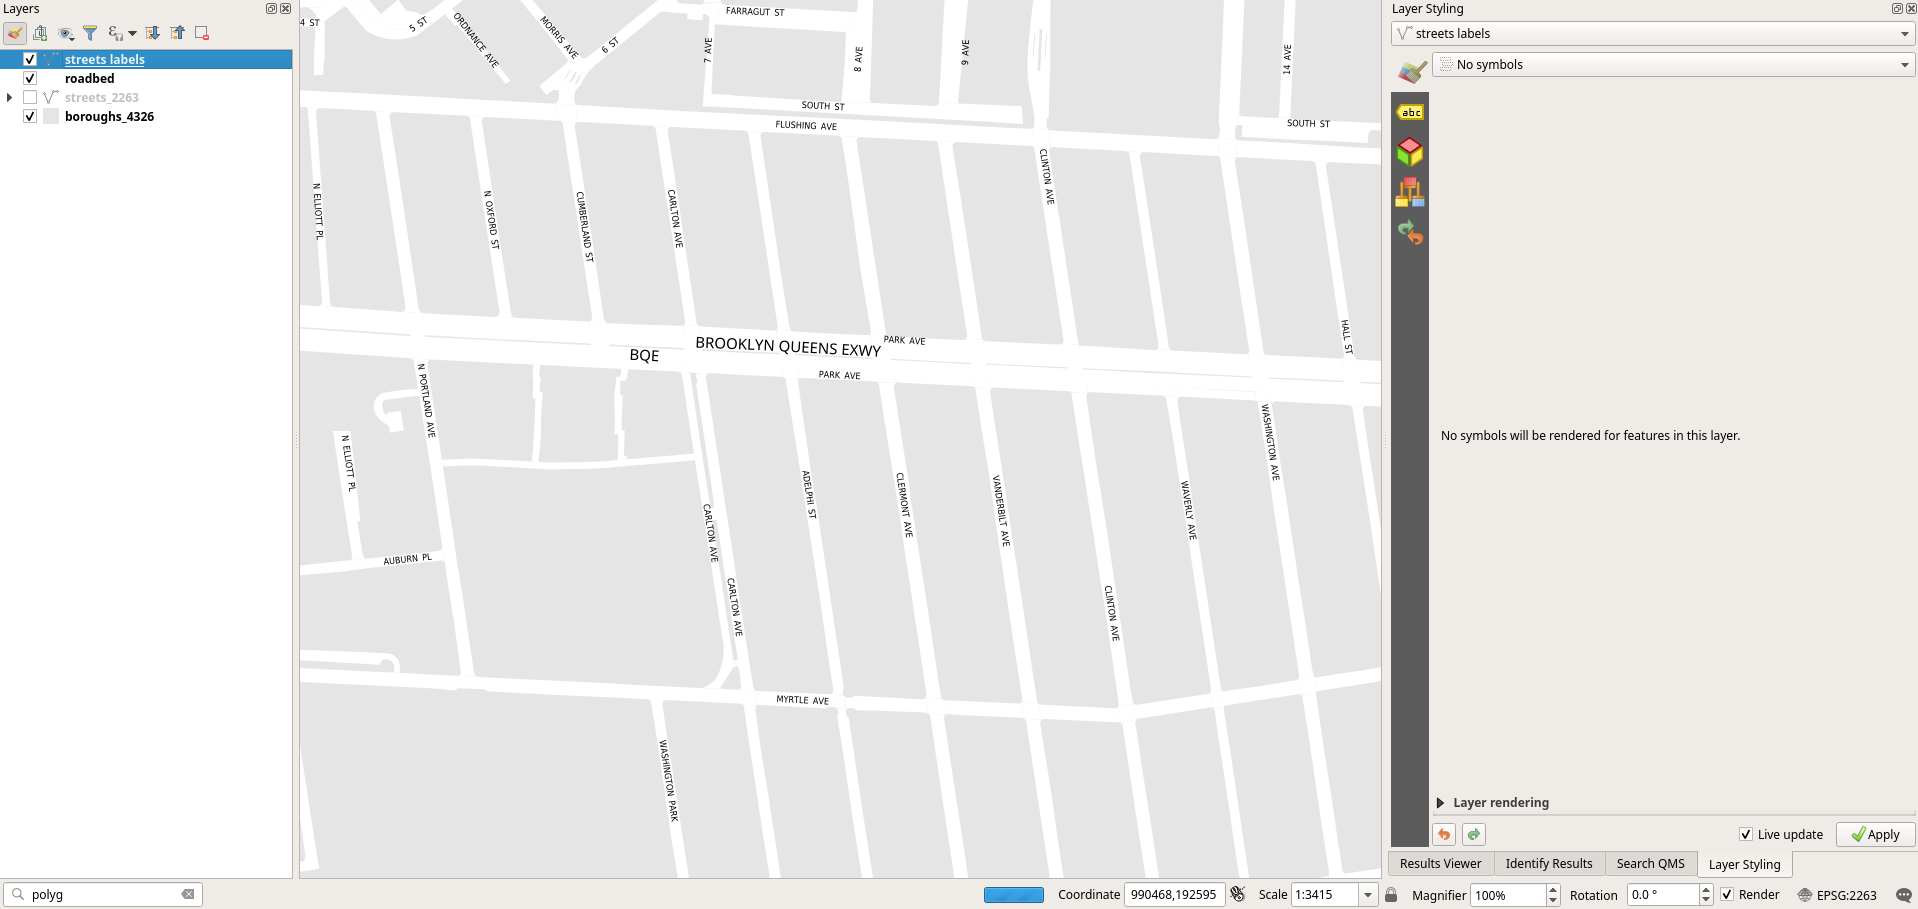 Layers
Layer Styling
streets labels
streets labels
roadbed
streets_2263
boroughs_4326
No symbols
abc
4 ST
5 ST
ORDNANCE AVE
MORRIS AVE
6 ST
FARRAGUT ST
7 AVE
8 AVE
9 AVE
14 AVE
SOUTH ST
FLUSHING AVE
SOUTH ST
N ELLIOTT PL
N OXFORD ST
CUMBERLAND ST
CARLTON AVE
CLINTON AVE
HALL ST
BROOKLYN QUEENS EXWY
PARK AVE
BQE
PARK AVE
N PORTLAND AVE
N ELLIOTT PL
ADELPHI ST
CLERMONT AVE
VANDERBILT AVE
WAVERLY AVE
WASHINGTON AVE
CARLTON AVE
AUBURN PL
CARLTON AVE
CLINTON AVE
MYRTLE AVE
WASHINGTON PARK
No symbols will be rendered for features in this layer.
Layer rendering
Live update
Apply
Results Viewer
Identify Results
Search QMS
Layer Styling
polyg
Coordinate 990468,192595
Scale 1:3415
Magnifier 100%
Rotation 0.0 °
Render
EPSG:2263